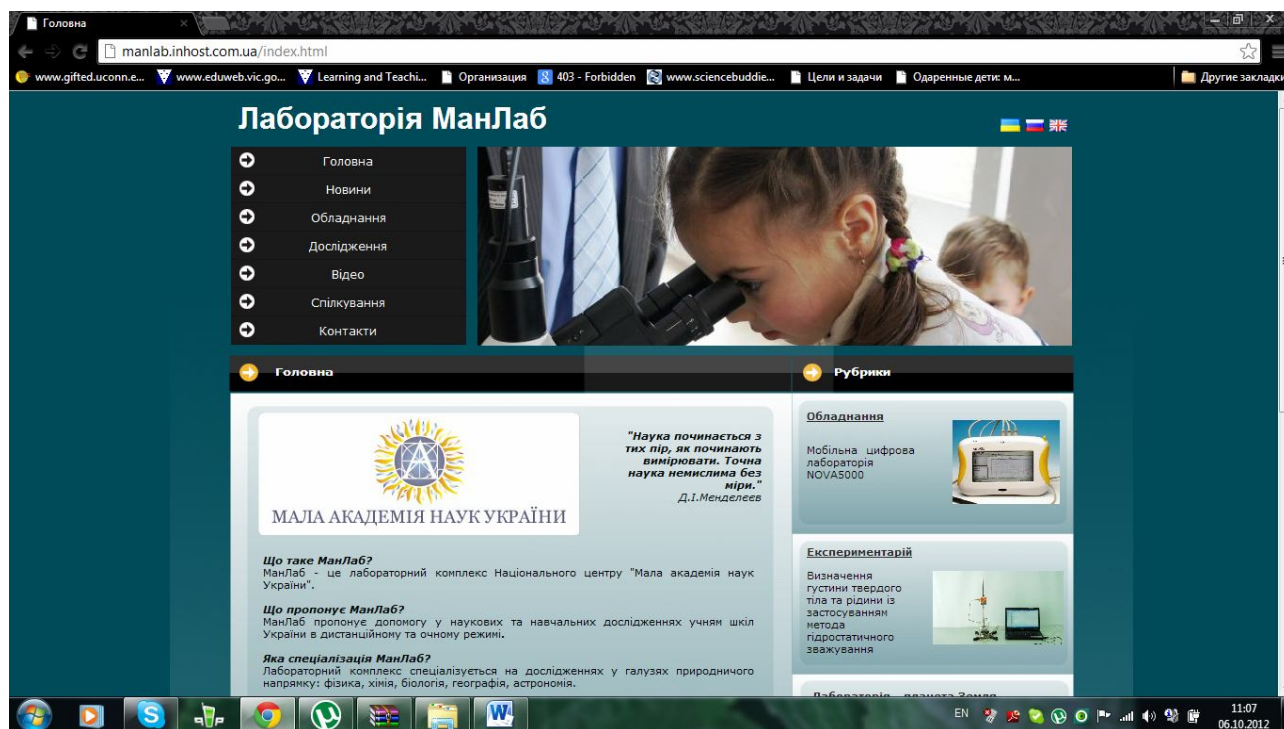 Головна
manlab.inhost.com.ua/index.html
www.gifted.uconn.e...
www.eduweb.vic.go...
Learning and Teachi...
Организация
403 - Forbidden
www.sciencebuddie...
Цели и задачи
Одаренные дети: м...
Другие закладки
Лабораторія МанЛаб
Головна
Новини
Обладнання
Дослідження
Відео
Спілкування
Контакти
Головна
МАЛА АКАДЕМІЯ НАУК УКРАЇНИ
"Наука починається з
тих пір, як починають
вимірювати. Точна
наука немислима без
міри."
Д.І.Менделеєв
Що таке МанЛаб?
МанЛаб - це лабораторний комплекс Національного центру "Мала академія наук
України".
Що пропонує МанЛаб?
МанЛаб пропонує допомогу у наукових та навчальних дослідженнях учням шкіл
України в дистанційному та очному режимі.
Яка спеціалізація МанЛаб?
Лабораторний комплекс спеціалізується на дослідженнях у галузях природничого
напрямку: фізика, хімія, біологія, географія, астрономія.
Рубрики
Обладнання
Мобільна цифрова
лабораторія
NOVA5000
Експериментарій
Визначення
густини твердого
тіла та рідини із
застосуванням
метода
гідростатичного
зважування
Лабораторія - планета Земля
EN
11:07
06.10.2012